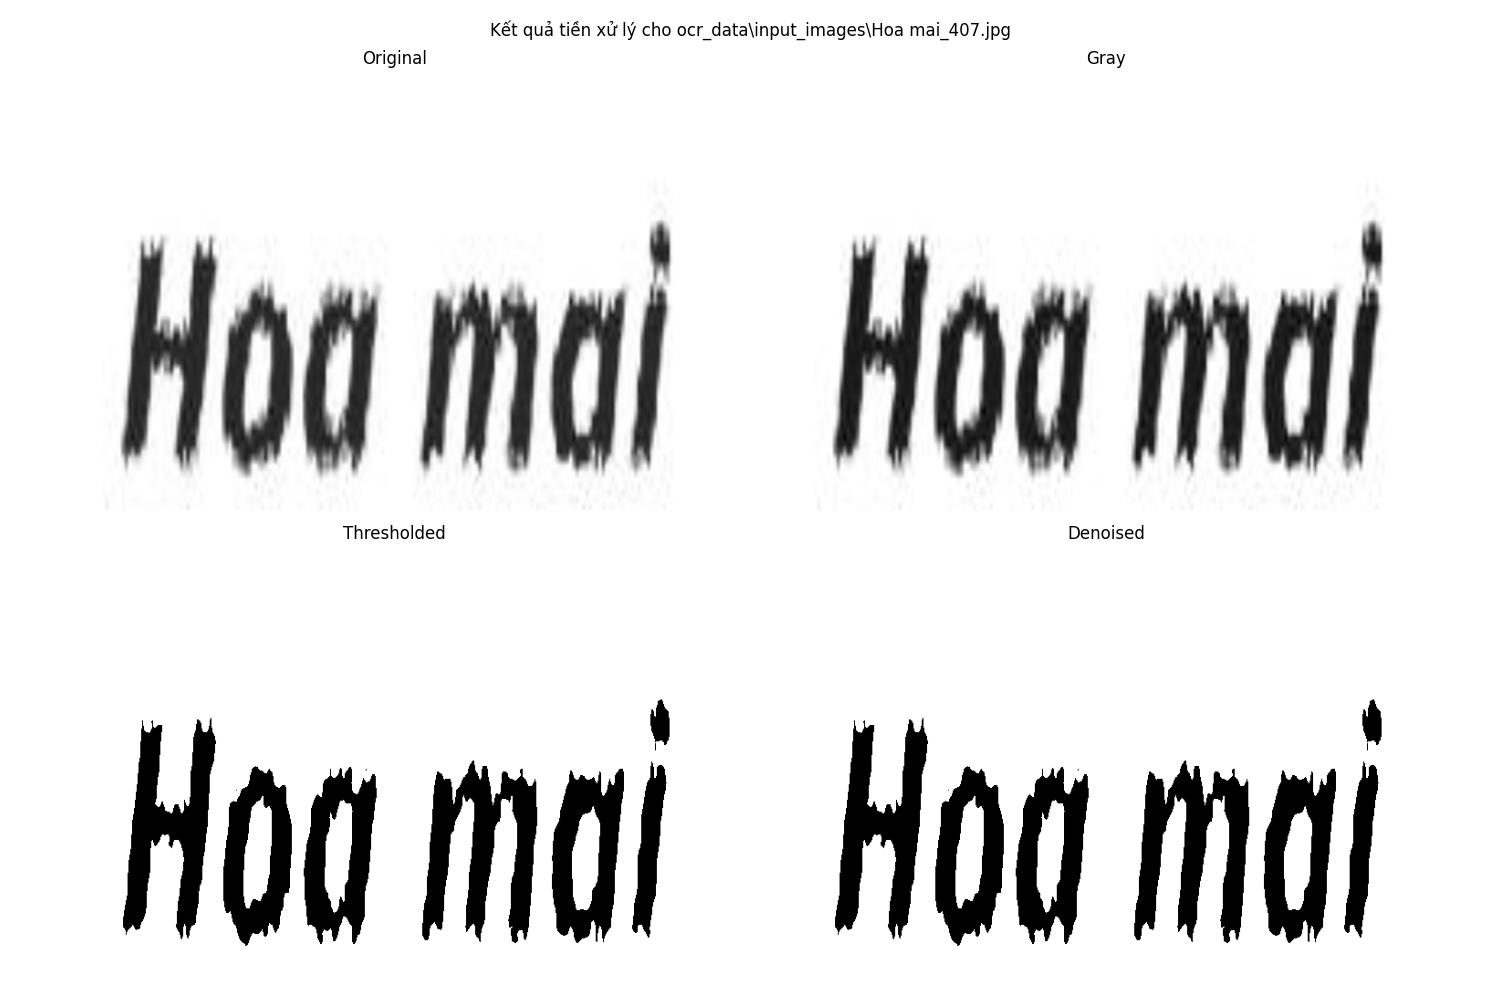 Kết quả tiền xử lý cho ocr_data\input_images\Hoa mai_407.jpg
Original
Gray
Hoa mai
Hoa mai
Thresholded
Denoised
Hoa mai
Hoa mai